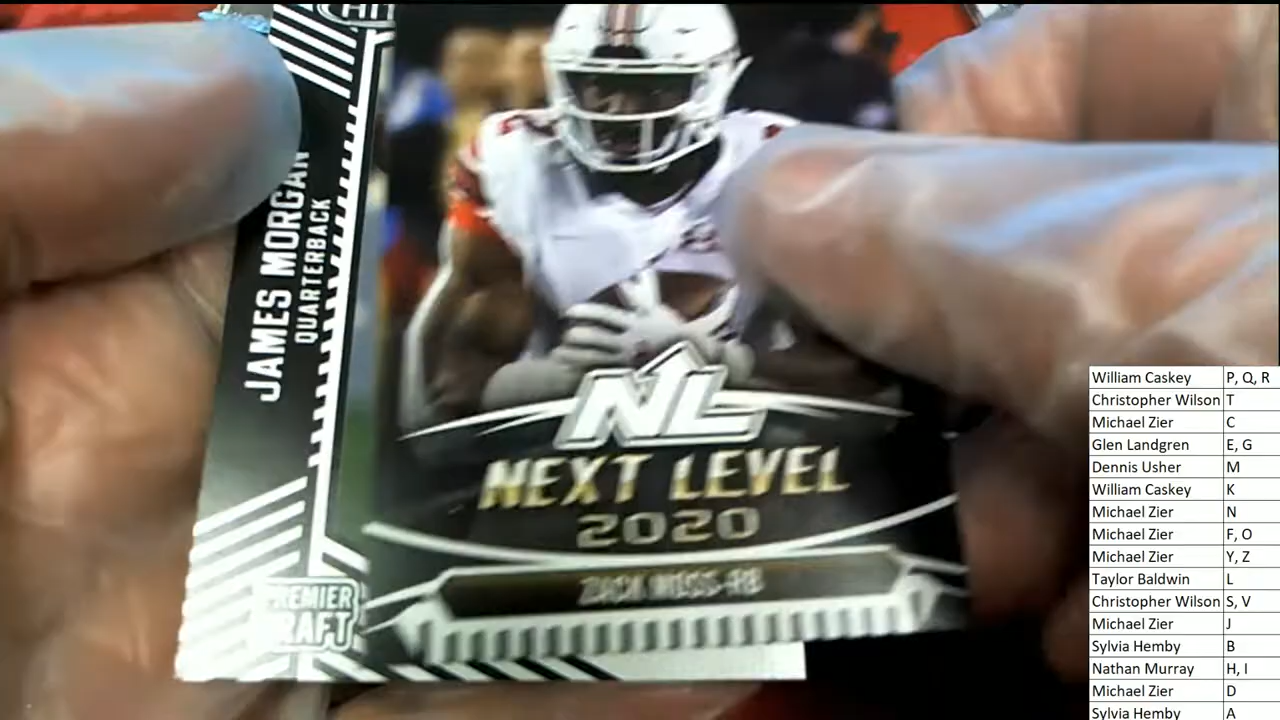 HI
JAMES MORGAN
QUARTERBACK
PREMIER
DRAFT
NL
NEXT LEVEL
2020
ZACK MOSS-RB
William Caskey P, Q, R
Christopher Wilson T
Michael Zier C
Glen Landgren E, G
Dennis Usher M
William Caskey K
Michael Zier N
Michael Zier F, O
Michael Zier Y, Z
Taylor Baldwin L
Christopher Wilson S, V
Michael Zier J
Sylvia Hemby B
Nathan Murray H, I
Michael Zier D
Sylvia Hemby A